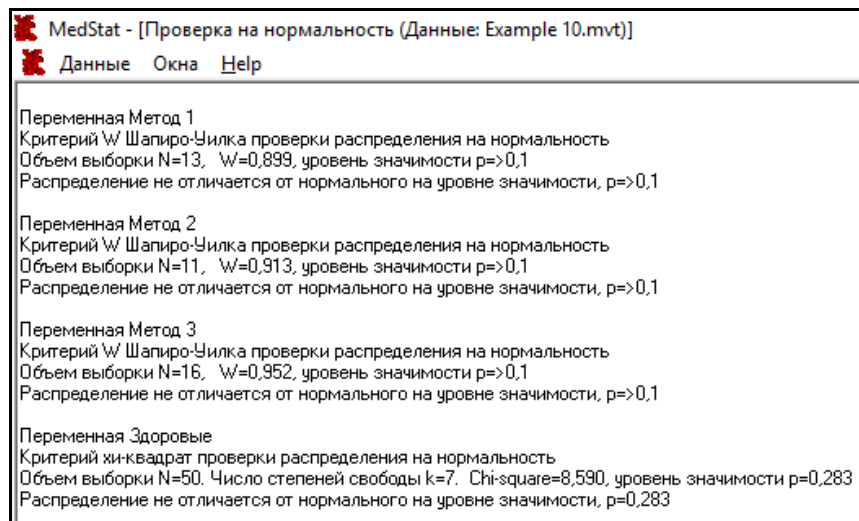 MedStat - [Проверка на нормальность (Данные: Example 10.mvt)]
Данные Окна Help
Переменная Метод 1
Критерий W Шапиро-Уилка проверки распределения на нормальность
Объем выборки N=13, W=0,899, уровень значимости p=>0,1
Распределение не отличается от нормального на уровне значимости, p=>0,1
Переменная Метод 2
Критерий W Шапиро-Уилка проверки распределения на нормальность
Объем выборки N=11, W=0,913, уровень значимости p=>0,1
Распределение не отличается от нормального на уровне значимости, p=>0,1
Переменная Метод 3
Критерий W Шапиро-Уилка проверки распределения на нормальность
Объем выборки N=16, W=0,952, уровень значимости p=>0,1
Распределение не отличается от нормального на уровне значимости, p=>0,1
Переменная Здоровые
Критерий хи-квадрат проверки распределения на нормальность
Объем выборки N=50. Число степеней свободы k=7. Chi-square=8,590, уровень значимости p=0,283
Распределение не отличается от нормального на уровне значимости, p=0,283